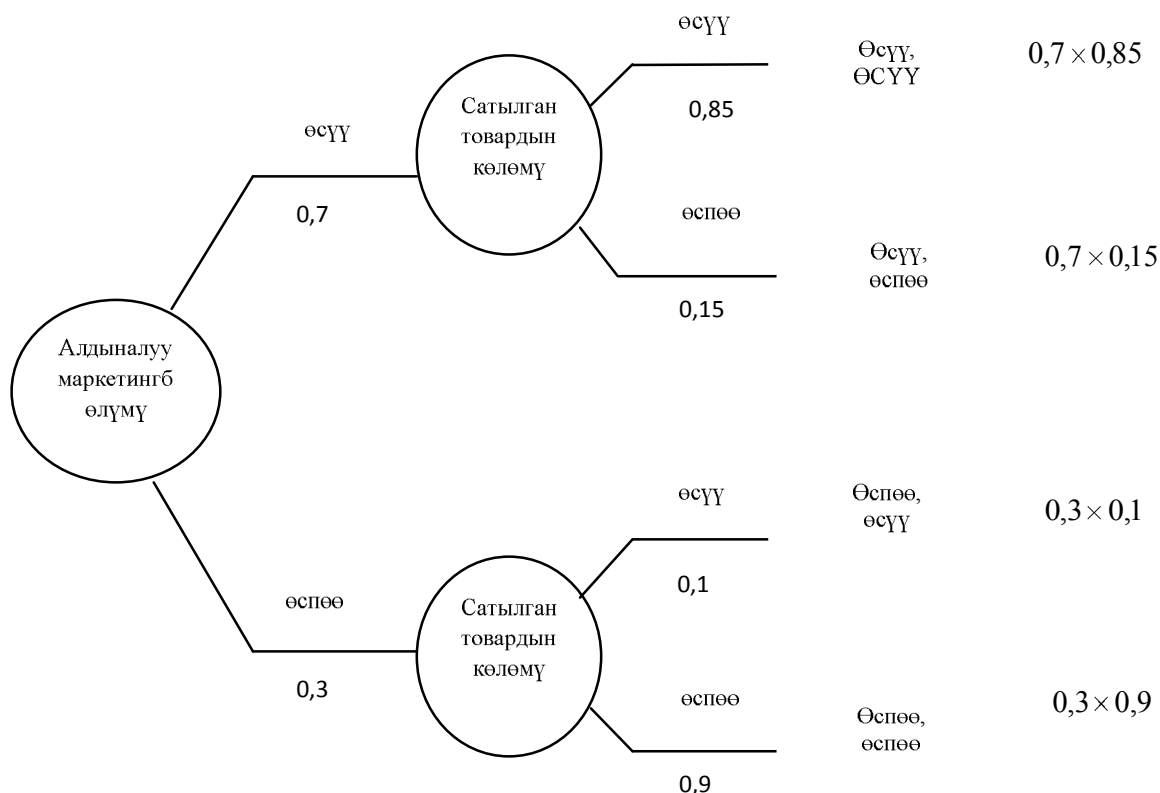 өсүү
Өсүү,
ӨСҮҮ
0,7 × 0,85
Сатылган
товардын
көлөмү
0,85
өсүү
0,7
өспөө
Өсүү,
өспөө
0,7 × 0,15
0,15
Алдыналуу
маркетингб
өлүмү
өсүү
Өспөө,
өсүү
0,3 × 0,1
0,1
өспөө
0,3
Сатылган
товардын
көлөмү
өспөө
Өспөө,
өспөө
0,3 × 0,9
0,9